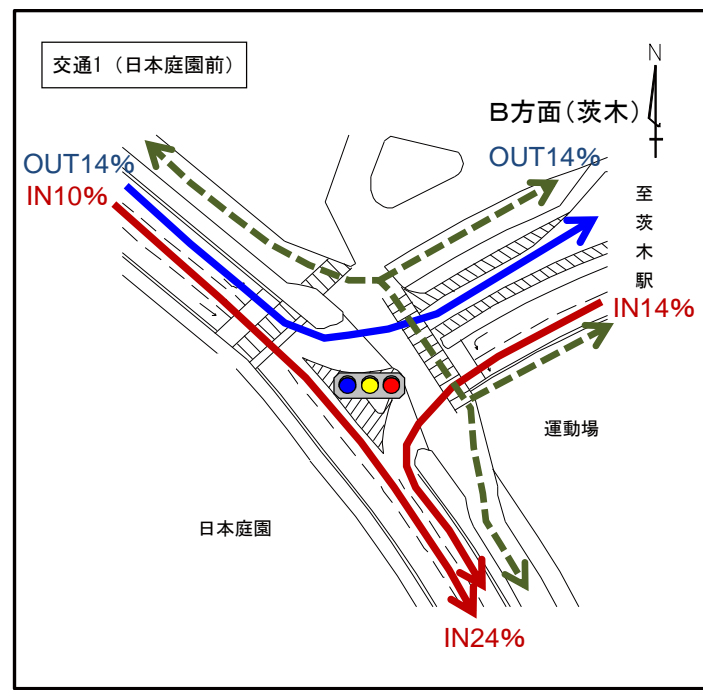 交通1（日本庭園前）
N
B方面（茨木）
OUT14%
OUT14%
IN10%
至茨木駅
IN14%
運動場
日本庭園
IN24%